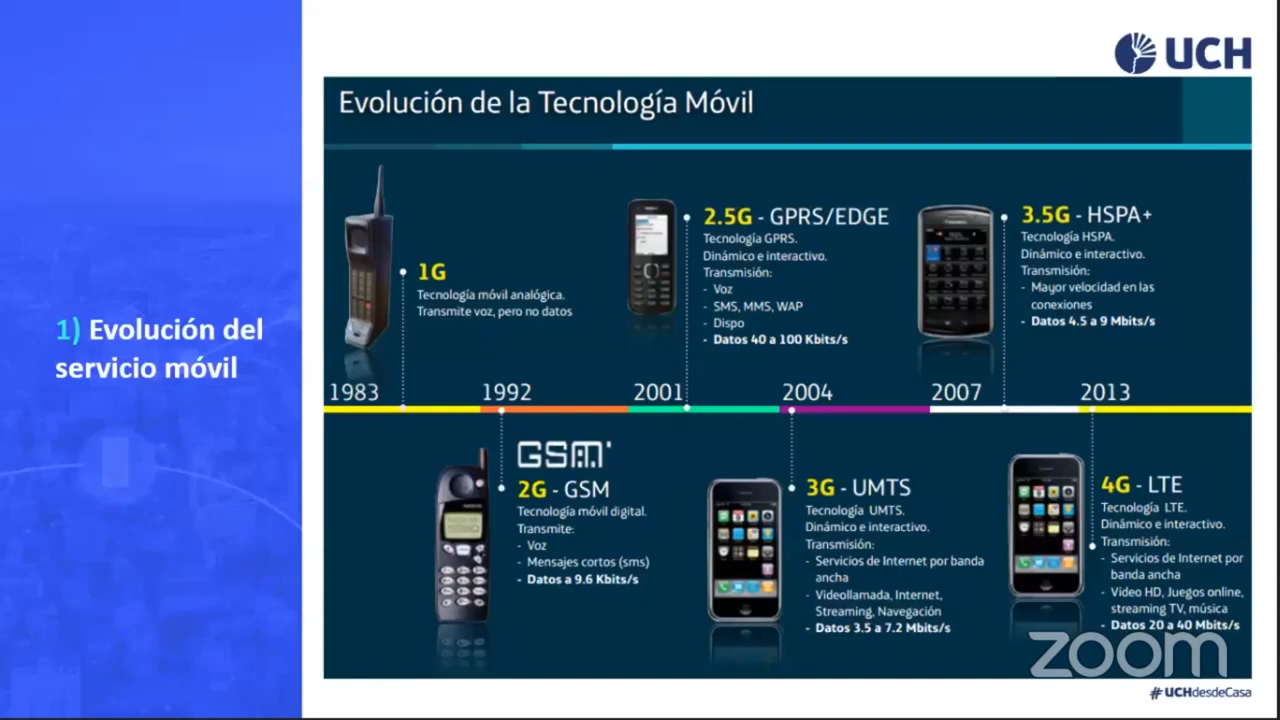 UCH
Evolución de la Tecnología Móvil
1) Evolución del
servicio móvil
1G
Tecnología móvil analógica.
Transmite voz, pero no datos
2.5G - GPRS/EDGE
Tecnología GPRS.
Dinámico e interactivo.
Transmisión:
- Voz
- SMS, MMS, WAP
- Dispo
- Datos 40 a 100 Kbits/s
3.5G - HSPA+
Tecnología HSPA.
Dinámico e interactivo.
Transmisión:
- Mayor velocidad en las
conexiones
- Datos 4.5 a 9 Mbits/s
1983
1992
2001
2004
2007
2013
GSM
2G - GSM
Tecnología móvil digital.
Transmite:
- Voz
- Mensajes cortos (sms)
- Datos a 9.6 Kbits/s
3G - UMTS
Tecnología UMTS.
Dinámico e interactivo.
Transmisión:
- Servicios de Internet por banda
ancha
- Videollamada, Internet,
Streaming, Navegación
- Datos 3.5 a 7.2 Mbits/s
4G - LTE
Tecnología LTE.
Dinámico e interactivo.
Transmisión:
- Servicios de Internet por
banda ancha
- Video HD, Juegos online,
streaming TV, música
- Datos 20 a 40 Mbits/s
zoom
#UCHdesdeCasa